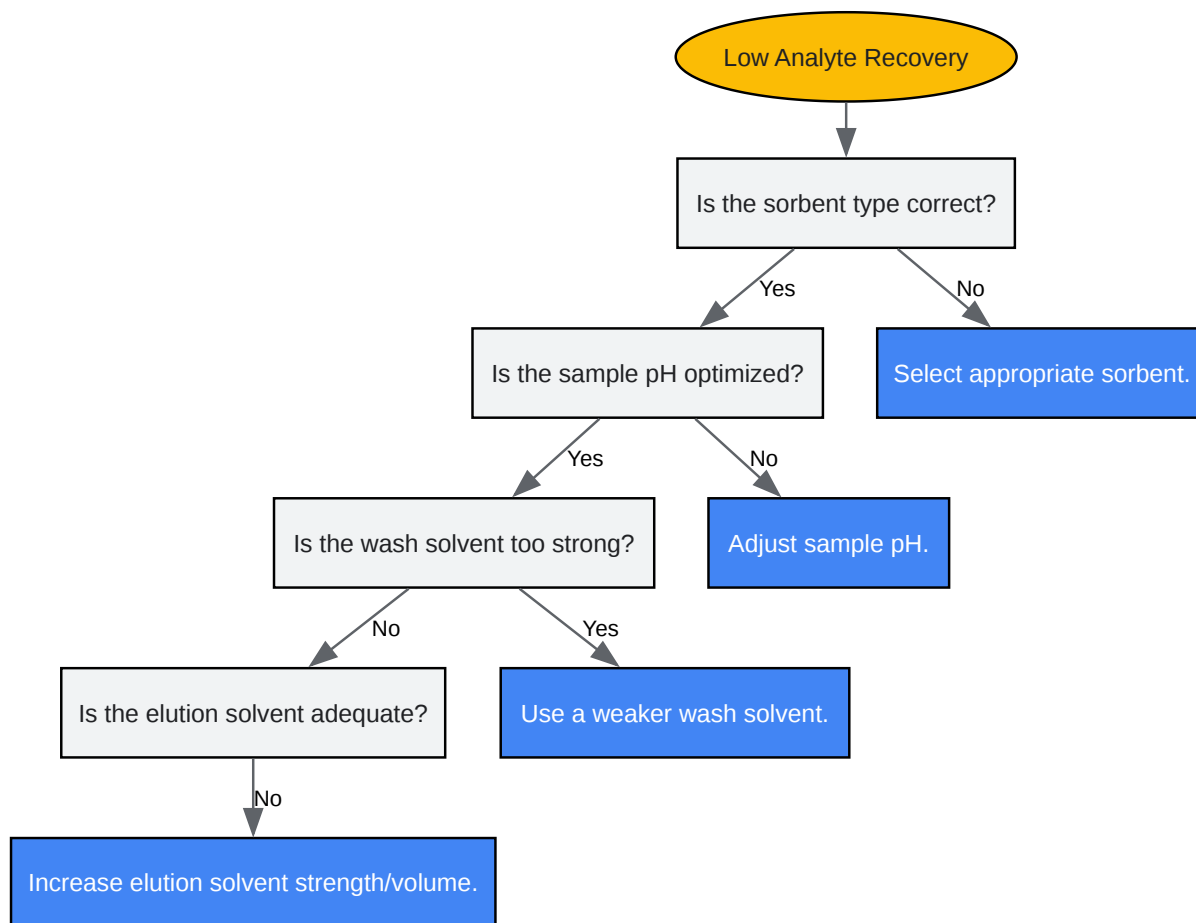 Low Analyte Recovery
Is the sorbent type correct?
Yes
No
Is the sample pH optimized?
Select appropriate sorbent.
Yes
No
Is the wash solvent too strong?
Adjust sample pH.
No
Yes
Is the elution solvent adequate?
Use a weaker wash solvent.
No
Increase elution solvent strength/volume.